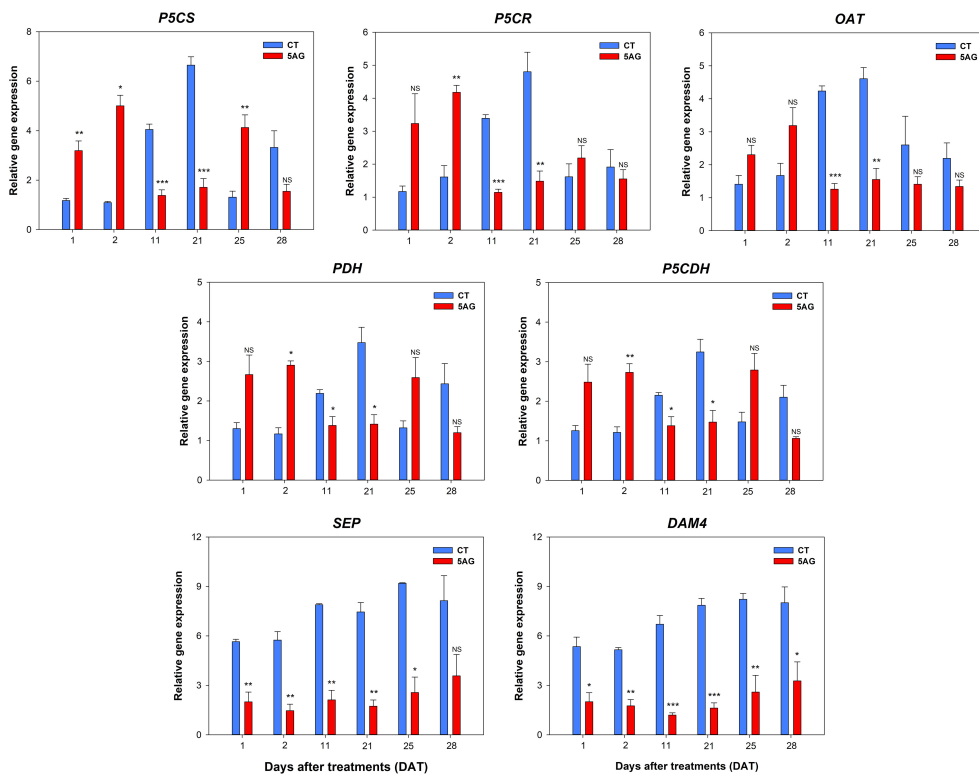 P5CS
P5CR
OAT
8
6
4
2
0
Relative gene expression
CT
5AG
**
*
***
***
**
NS
1 2 11 21 25 28
6
5
4
3
2
1
0
Relative gene expression
CT
5AG
NS
**
***
**
NS
NS
1 2 11 21 25 28
6
5
4
3
2
1
0
Relative gene expression
CT
5AG
NS
NS
***
**
NS
NS
1 2 11 21 25 28
PDH
P5CDH
5
4
3
2
1
0
Relative gene expression
CT
5AG
NS
*
*
*
NS
NS
1 2 11 21 25 28
5
4
3
2
1
0
Relative gene expression
CT
5AG
NS
**
*
*
NS
NS
1 2 11 21 25 28
SEP
DAM4
12
9
6
3
0
Relative gene expression
CT
5AG
**
**
**
**
*
NS
1 2 11 21 25 28
Days after treatments (DAT)
12
9
6
3
0
Relative gene expression
CT
5AG
*
**
***
***
**
*
1 2 11 21 25 28
Days after treatments (DAT)